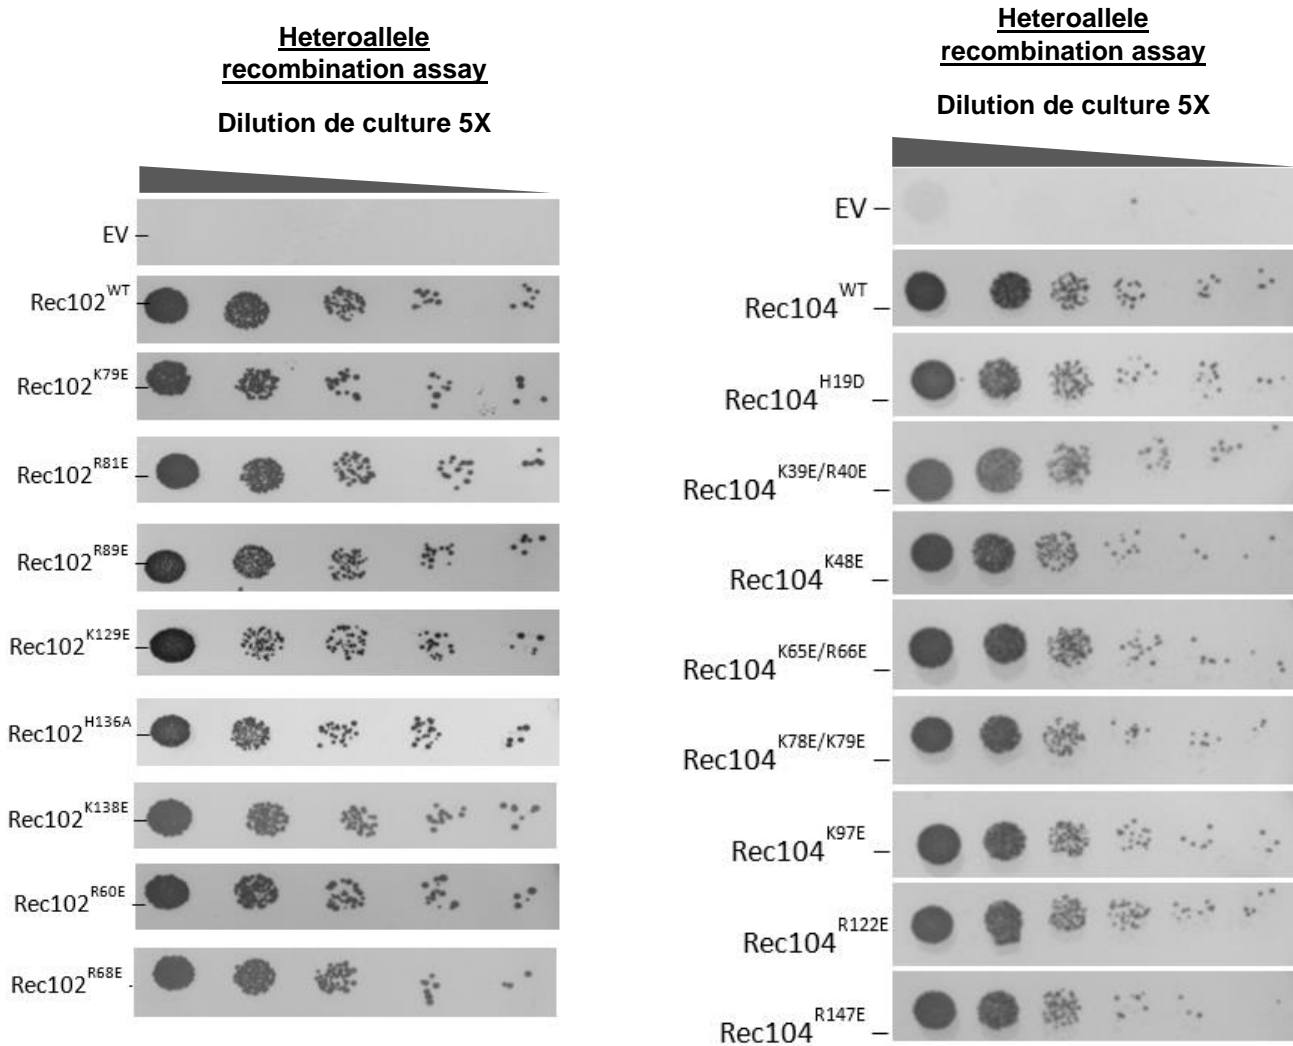 Heteroallele
recombination assay
Dilution de culture 5X
EV
Rec102WT
Rec102K79E
Rec102R81E
Rec102R89E
Rec102K129E
Rec102H136A
Rec102K138E
Rec102R60E
Rec102R68E
Heteroallele
recombination assay
Dilution de culture 5X
EV
Rec104WT
Rec104H19D
Rec104K39E/R40E
Rec104K48E
Rec104K65E/R66E
Rec104K78E/K79E
Rec104K97E
Rec104R122E
Rec104R147E